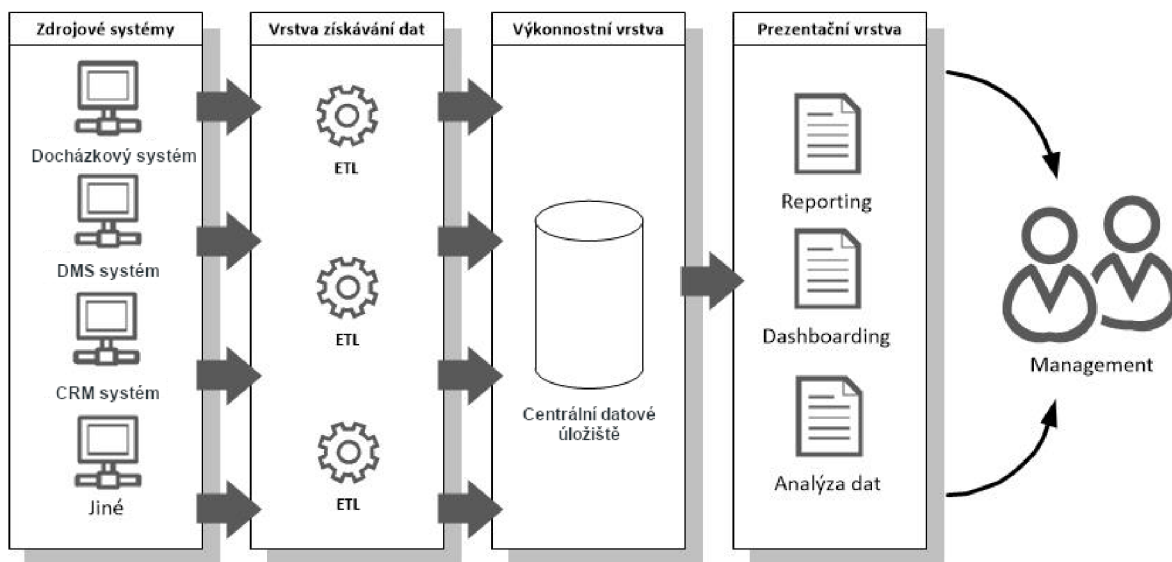 Zdrojové systémy
Docházkový systém
DMS systém
CRM systém
Jiné
Vrstva získávání dat
ETL
ETL
ETL
Výkonnostní vrstva
Centrální datové
úložiště
Prezentační vrstva
Reporting
Dashboarding
Analýza dat
Management